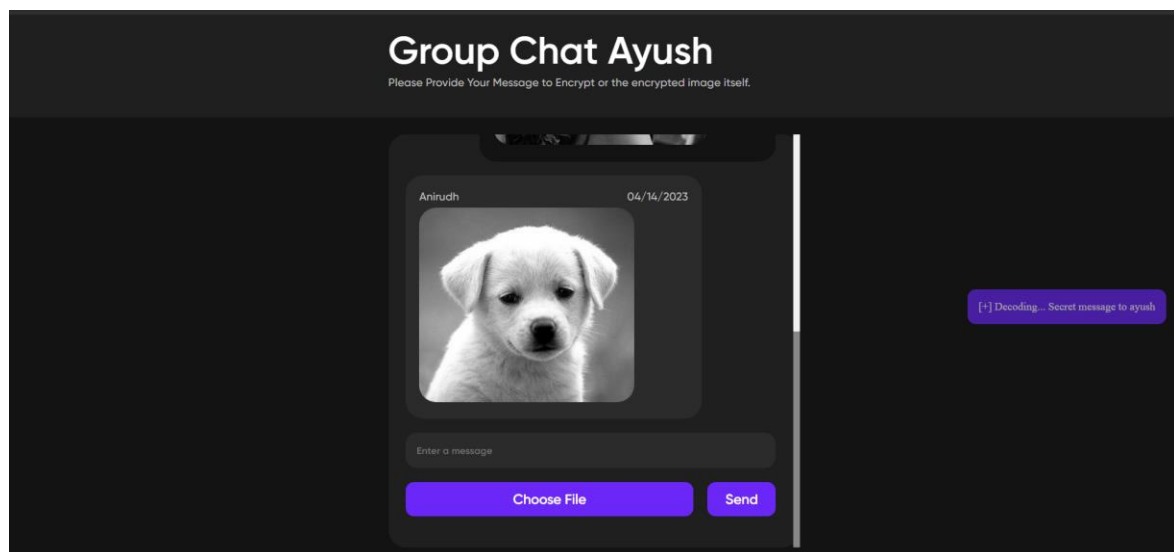 Group Chat Ayush
Please Provide Your Message to Encrypt or the encrypted image itself.
Anirudh 04/14/2023
[+] Decoding... Secret message to ayush
Enter a message
Choose File Send